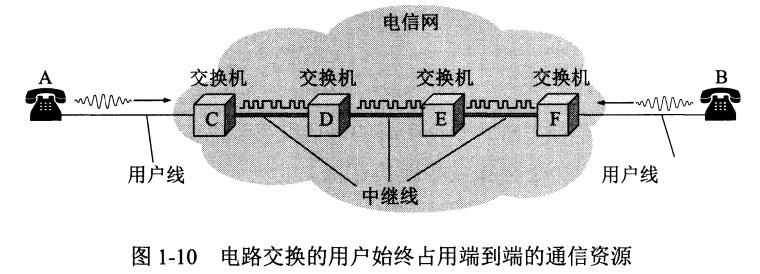 电信网
A
交换机 交换机 交换机 交换机
B
C D E F
用户线 中继线 用户线
图 1-10 电路交换的用户始终占用端到端的通信资源